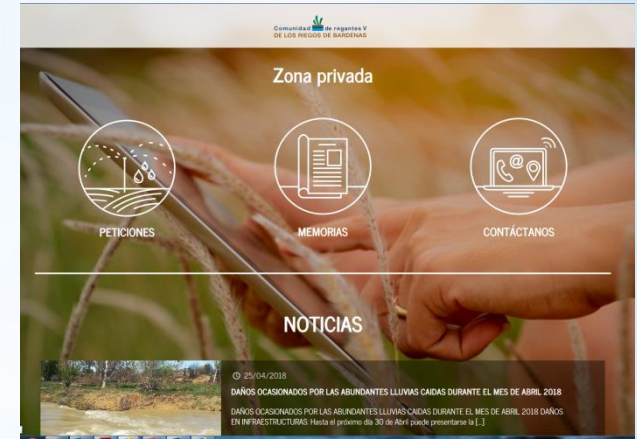 Comunidad de regantes V
DE LOS RIEGOS DE BARDENAS
Zona privada
PETICIONES
MEMORIAS
CONTÁCTANOS
NOTICIAS
25/04/2018
DAÑOS OCASIONADOS POR LAS ABUNDANTES LLUVIAS CAIDAS DURANTE EL MES DE ABRIL 2018
DAÑOS OCASIONADOS POR LAS ABUNDANTES LLUVIAS CAIDAS DURANTE EL MES DE ABRIL 2018 DAÑOS
EN INFRAESTRUCTURAS: Hasta el próximo día 30 de Abril puede presentarse la [...]